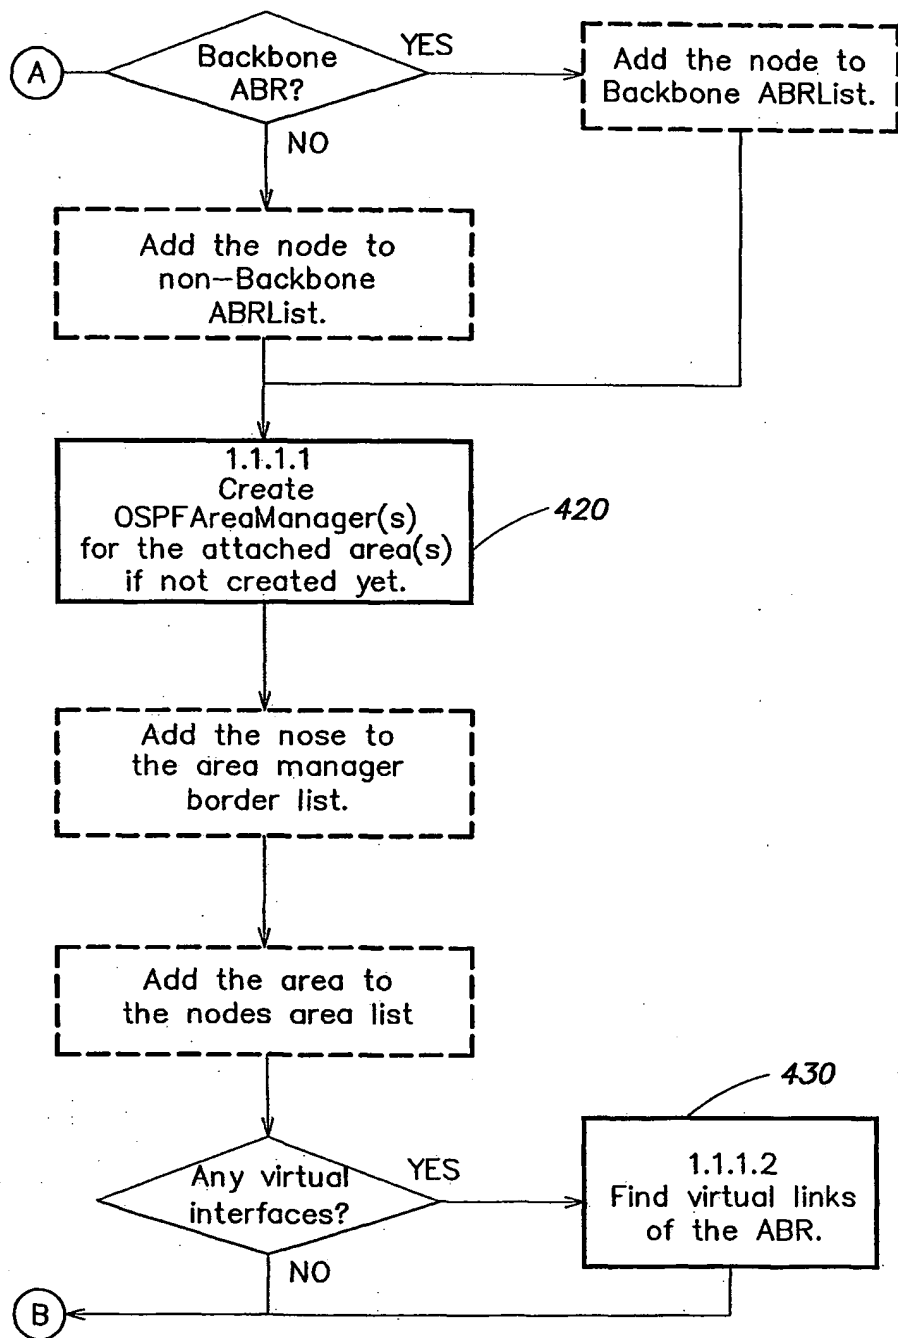 A
Backbone
ABR?
YES
Add the node to
Backbone ABRList.
NO
Add the node to
non-Backbone
ABRList.
1.1.1.1
Create
OSPFAreaManager(s)
for the attached area(s)
if not created yet.
420
Add the nose to
the area manager
border list.
Add the area to
the nodes area list
430
Any virtual
interfaces?
YES
1.1.1.2
Find virtual links
of the ABR.
NO
B